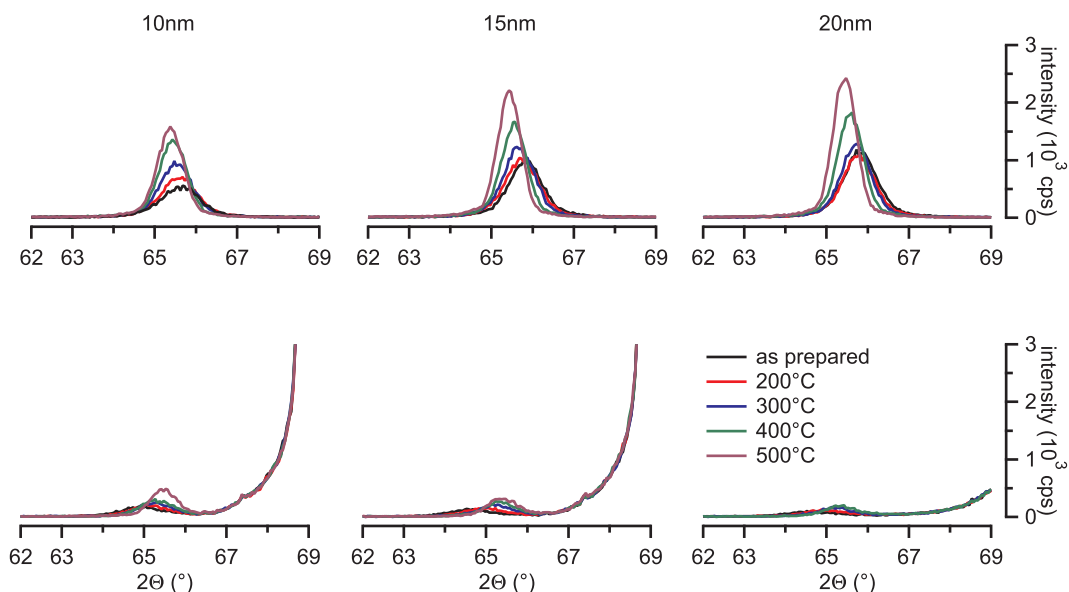 10nm 15nm 20nm
3
2
1
0
intensity (10³ cps)
62 63 65 67 69 62 63 65 67 69 62 63 65 67 69
as prepared
200°C
300°C
400°C
500°C
3
2
1
0
intensity (10³ cps)
62 63 65 67 69 62 63 65 67 69 62 63 65 67 69
2Θ (°) 2Θ (°) 2Θ (°)